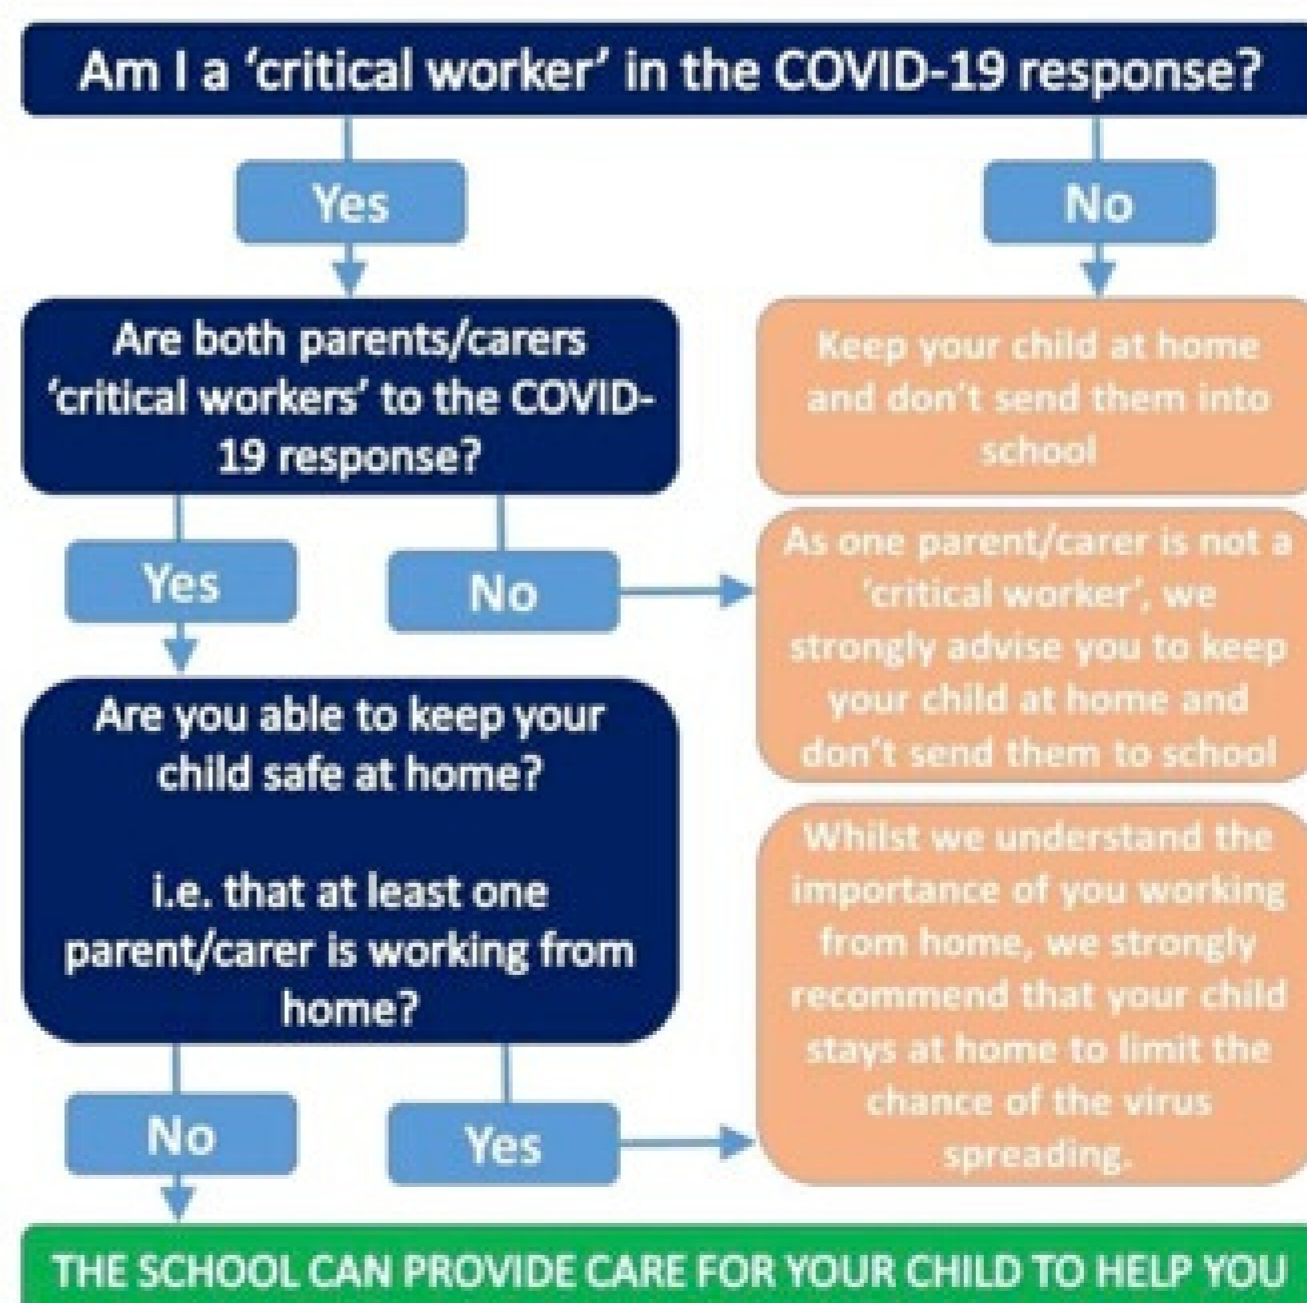 Am I a ‘critical worker’ in the COVID-19 response?
Yes
No
Are both parents/carers
‘critical workers’ to the COVID-
19 response?
Keep your child at home
and don’t send them into
school
Yes
No
As one parent/carer is not a
‘critical worker’, we
strongly advise you to keep
your child at home and
don’t send them to school
Are you able to keep your
child safe at home?
i.e. that at least one
parent/carer is working from
home?
Whilst we understand the
importance of you working
from home, we strongly
recommend that your child
stays at home to limit the
chance of the virus
spreading.
No
Yes
THE SCHOOL CAN PROVIDE CARE FOR YOUR CHILD TO HELP YOU